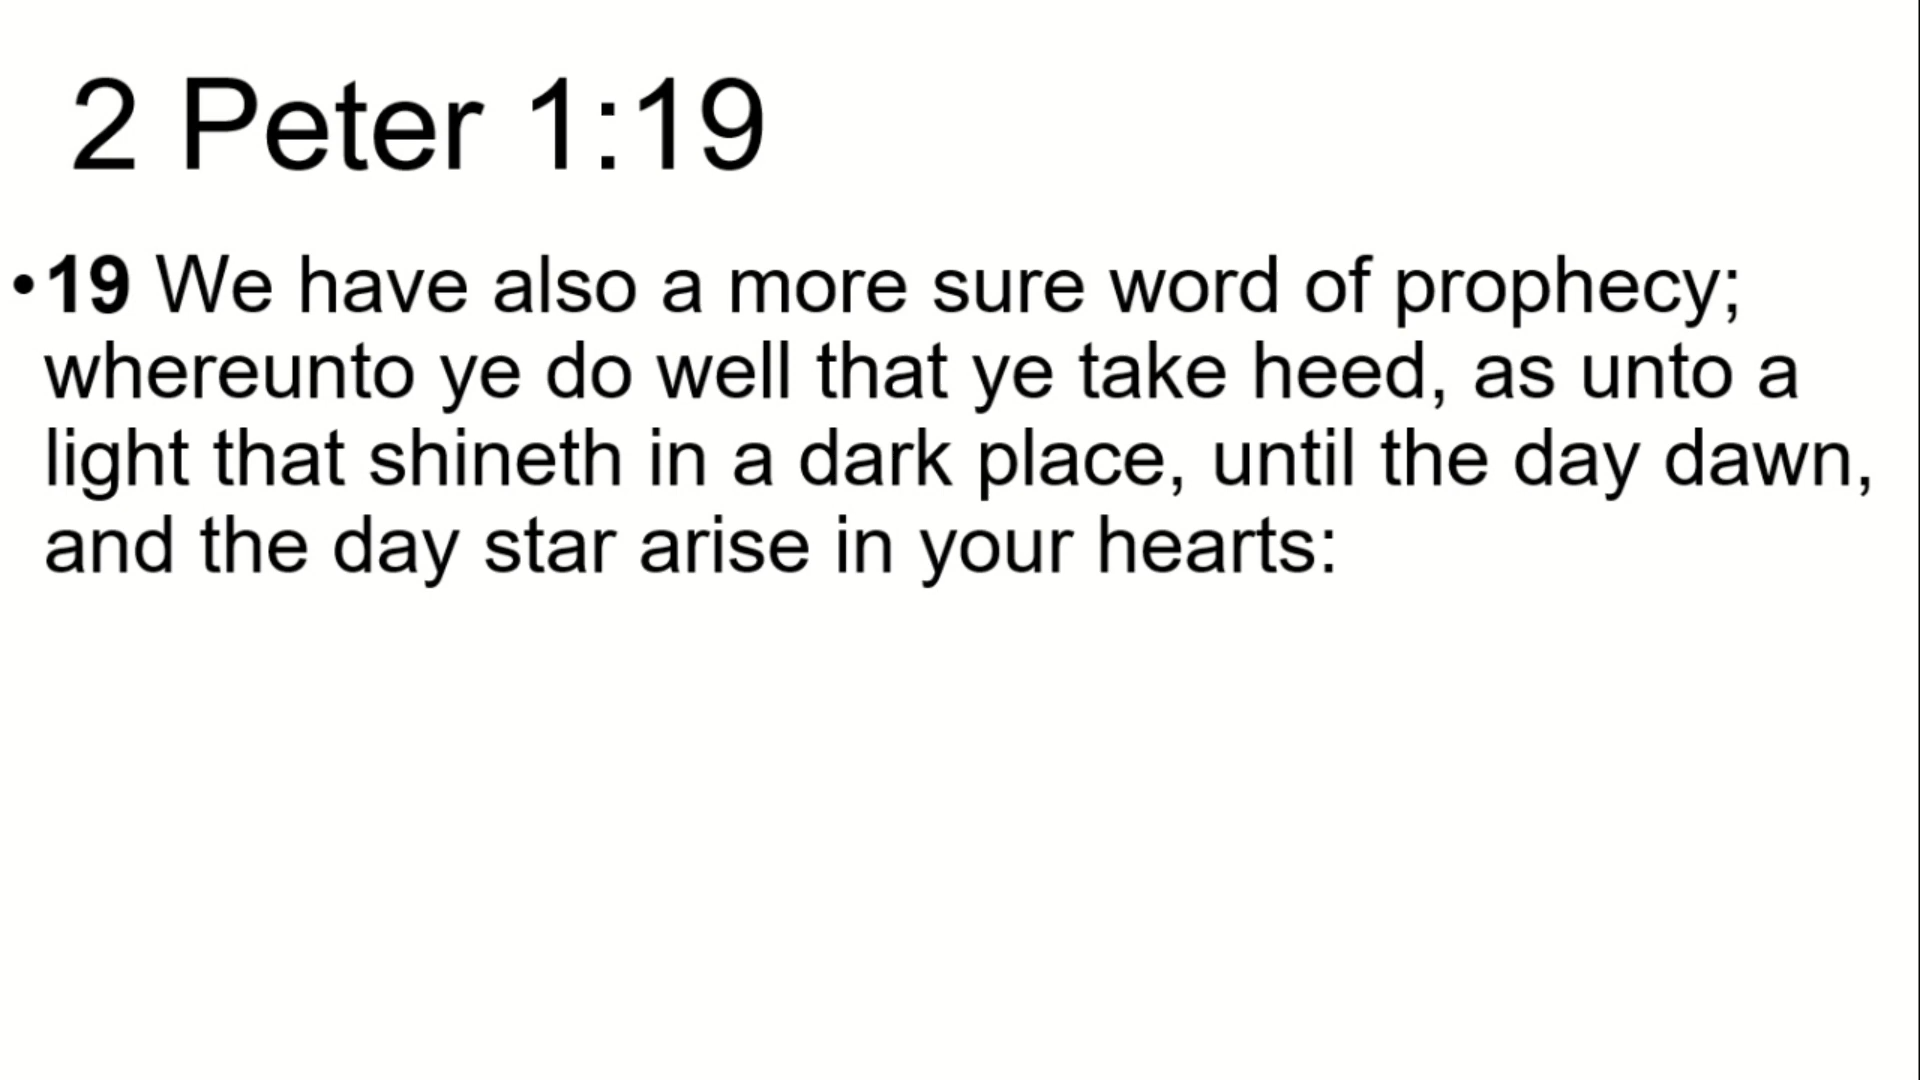 2 Peter 1:19
•19 We have also a more sure word of prophecy;
whereunto ye do well that ye take heed, as unto a
light that shineth in a dark place, until the day dawn,
and the day star arise in your hearts: